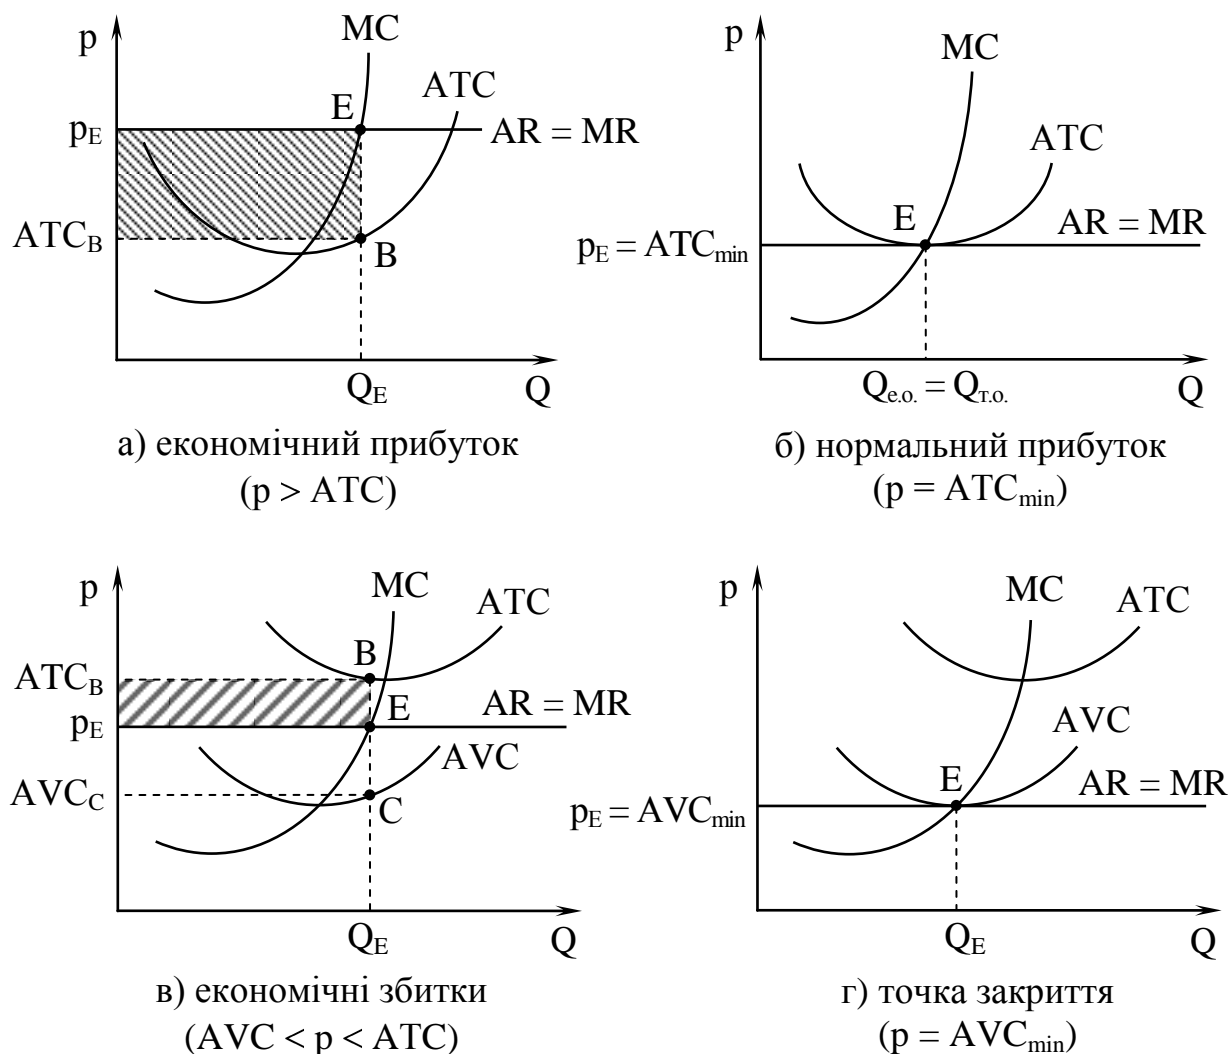 p
MC
ATC
E
p_E
AR = MR
ATC_B
B
Q_E
Q
а) економічний прибуток
(p > ATC)
p
MC
ATC
E
AR = MR
p_E = ATC_min
Q_е.о. = Q_т.о.
Q
б) нормальний прибуток
(p = ATC_min)
p
MC
ATC
B
ATC_B
E
AR = MR
p_E
AVC
AVC_C
C
Q_E
Q
в) економічні збитки
(AVC < p < ATC)
p
MC
ATC
AVC
E
AR = MR
p_E = AVC_min
Q_E
Q
г) точка закриття
(p = AVC_min)